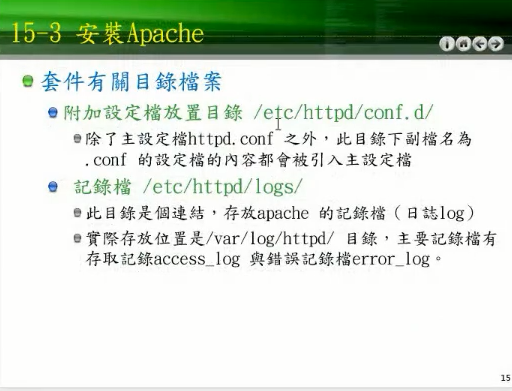 15-3 安裝Apache
套件有關目錄檔案
附加設定檔放置目錄 /etc/httpd/conf.d/
除了主設定檔httpd.conf 之外，此目錄下副檔名為
.conf 的設定檔的內容都會被引入主設定檔
記錄檔 /etc/httpd/logs/
此目錄是個連結，存放apache 的記錄檔（日誌log）
實際存放位置是/var/log/httpd/ 目錄，主要記錄檔有
存取記錄access_log 與錯誤記錄檔error_log。
15